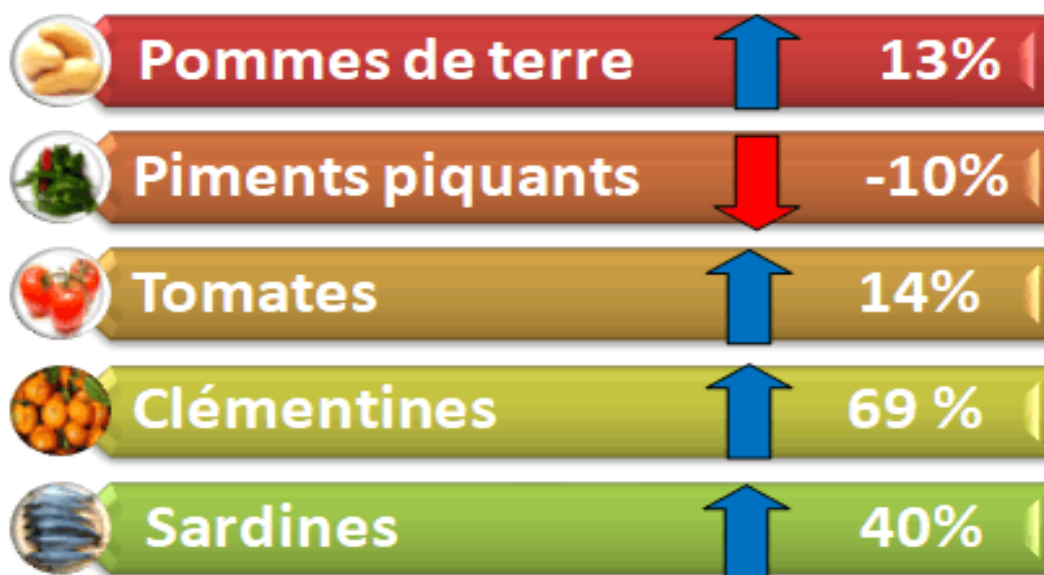 Pommes de terre 13%
Piments piquants -10%
Tomates 14%
Clémentines 69 %
Sardines 40%